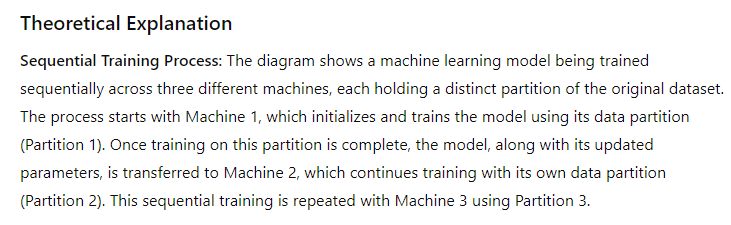 Theoretical Explanation
Sequential Training Process: The diagram shows a machine learning model being trained
sequentially across three different machines, each holding a distinct partition of the original dataset.
The process starts with Machine 1, which initializes and trains the model using its data partition
(Partition 1). Once training on this partition is complete, the model, along with its updated
parameters, is transferred to Machine 2, which continues training with its own data partition
(Partition 2). This sequential training is repeated with Machine 3 using Partition 3.